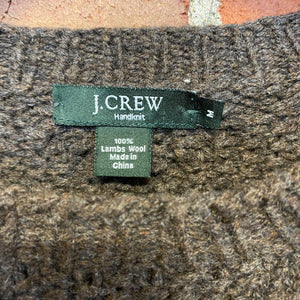 J.CREW
Handknit
M
100%
Lambs Wool
Made in
China